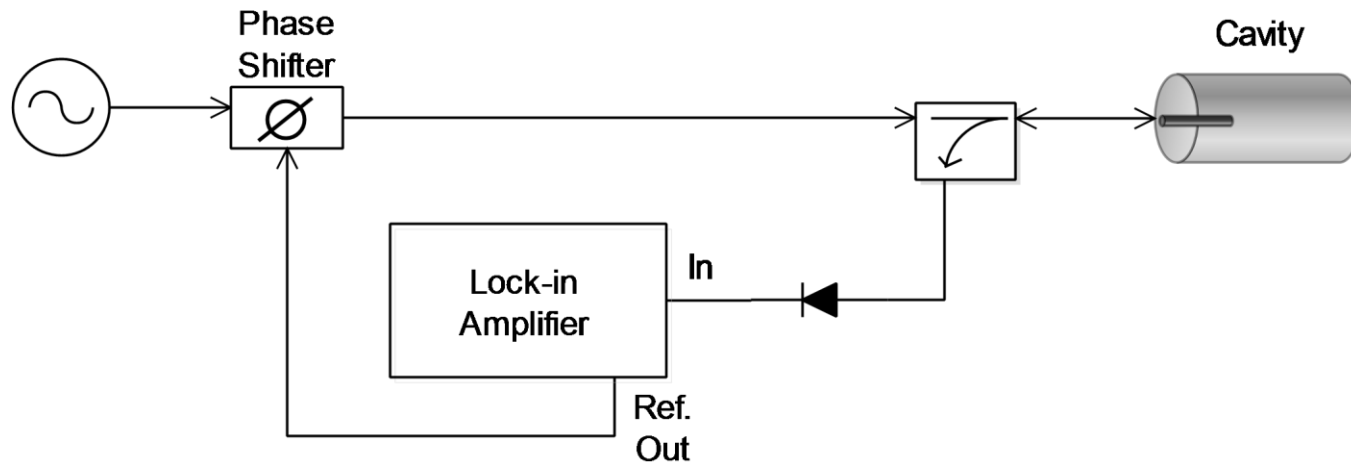 Phase
Shifter
Cavity
Lock-in
Amplifier
In
Ref.
Out